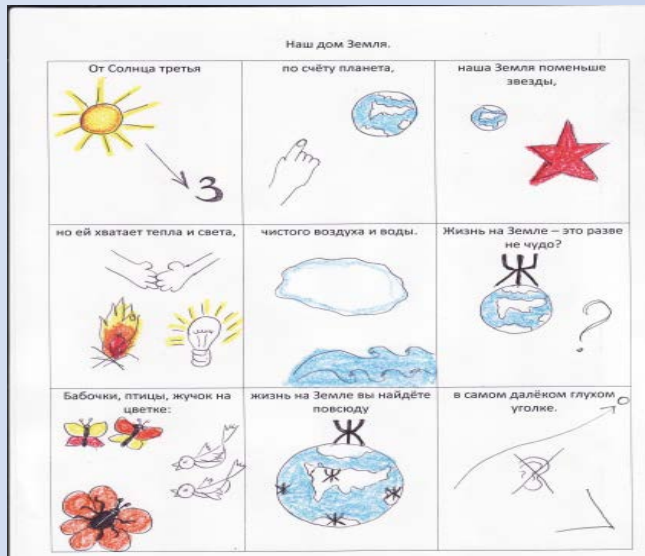 Наш дом Земля.
От Солнца третья
по счёту планета,
наша Земля поменьше
звезды,
3
но ей хватает тепла и света,
чистого воздуха и воды.
Жизнь на Земле – это разве
не чудо?
Ж
?
Бабочки, птицы, жучок на
цветке:
жизнь на Земле вы найдёте
повсюду
Ж
Ж
Ж
Ж
Ж
в самом далёком глухом
уголке.